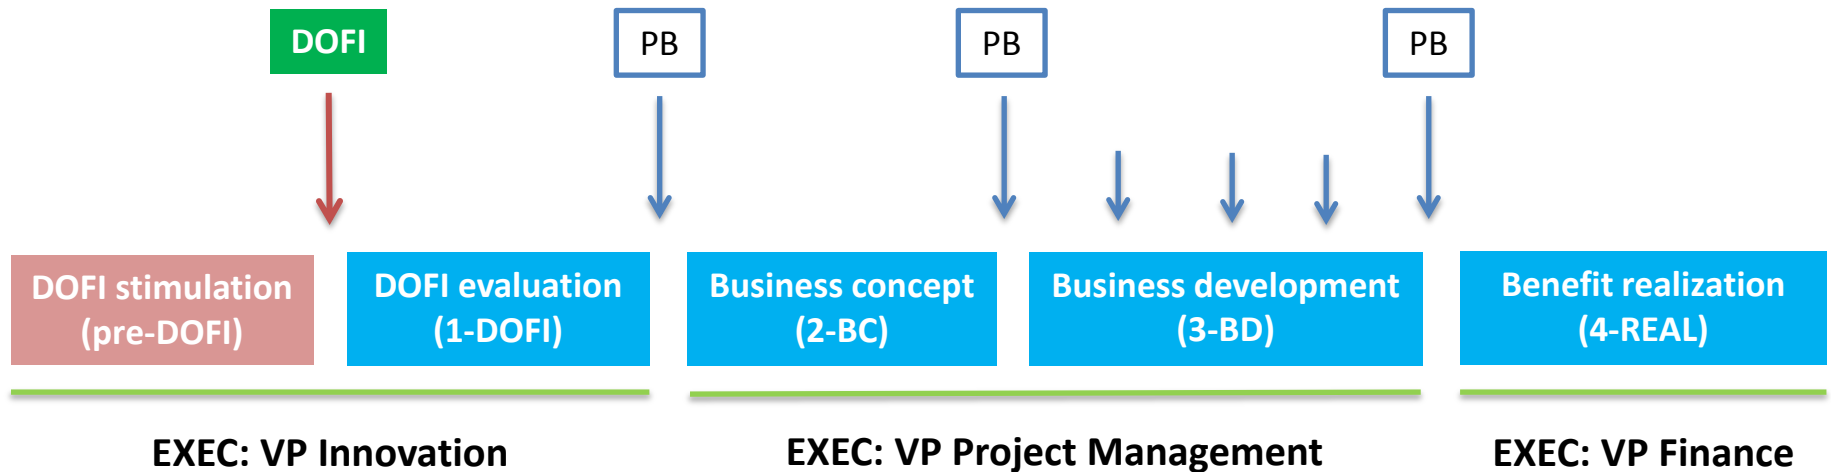 DOFI
PB
PB
PB
DOFI stimulation
(pre-DOFI)
DOFI evaluation
(1-DOFI)
Business concept
(2-BC)
Business development
(3-BD)
Benefit realization
(4-REAL)
EXEC: VP Innovation
EXEC: VP Project Management
EXEC: VP Finance